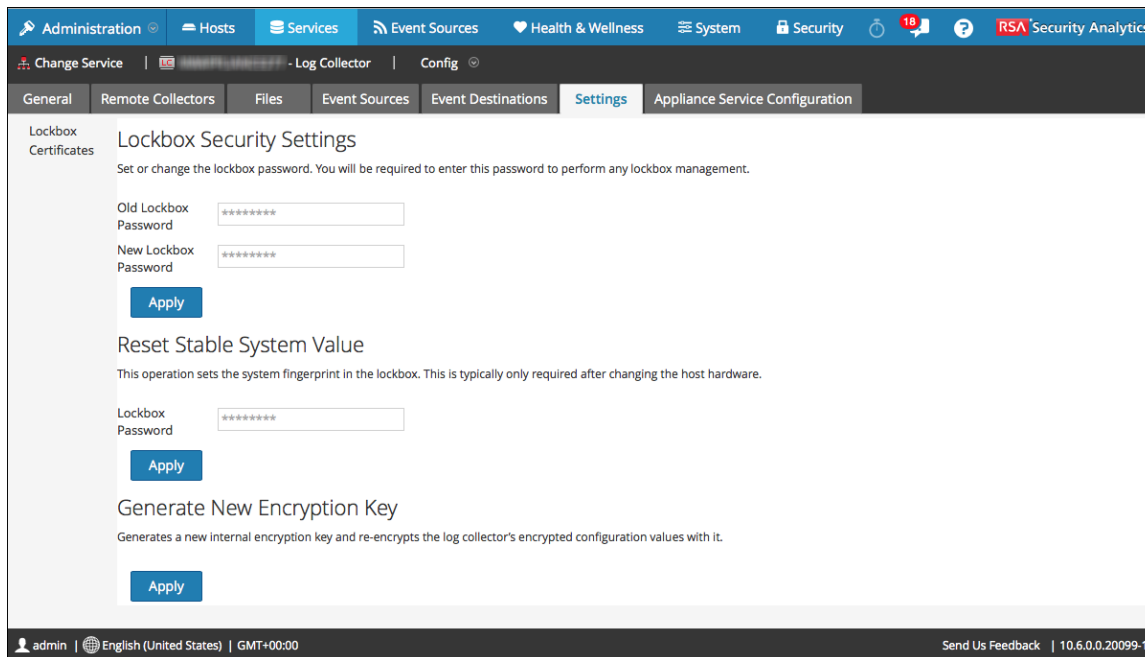 Administration Hosts Services Event Sources Health & Wellness System Security 18 ? RSA Security Analytics
Change Service | LC - Log Collector | Config
General Remote Collectors Files Event Sources Event Destinations Settings Appliance Service Configuration
Lockbox
Certificates
Lockbox Security Settings
Set or change the lockbox password. You will be required to enter this password to perform any lockbox management.
Old Lockbox
Password
********
New Lockbox
Password
********
Apply
Reset Stable System Value
This operation sets the system fingerprint in the lockbox. This is typically only required after changing the host hardware.
Lockbox
Password
********
Apply
Generate New Encryption Key
Generates a new internal encryption key and re-encrypts the log collector's encrypted configuration values with it.
Apply
admin | English (United States) | GMT+00:00 Send Us Feedback | 10.6.0.0.20099-1